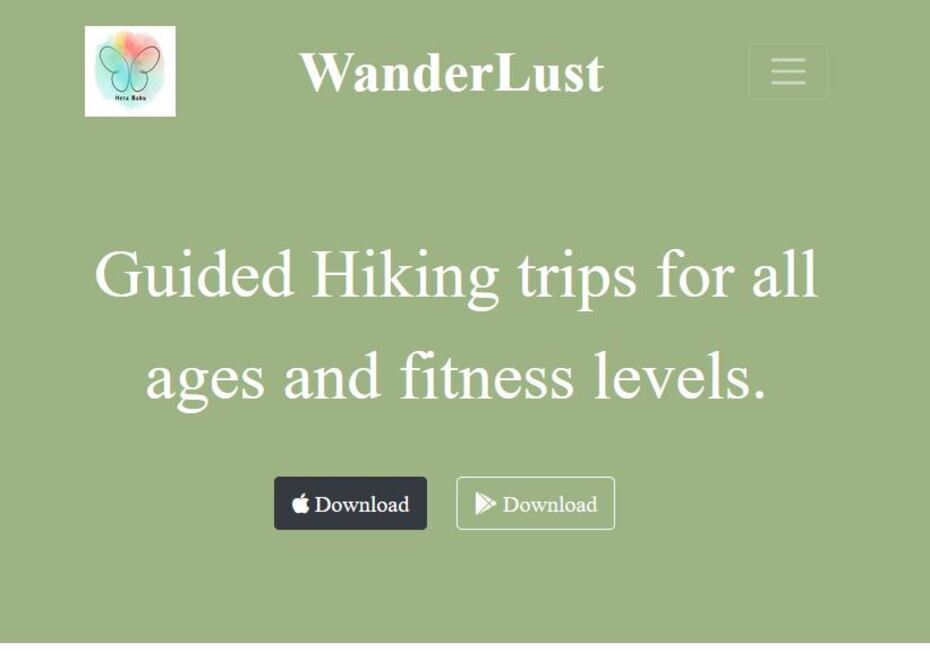 Hera Babu
WanderLust
Guided Hiking trips for all
ages and fitness levels.
Download
Download